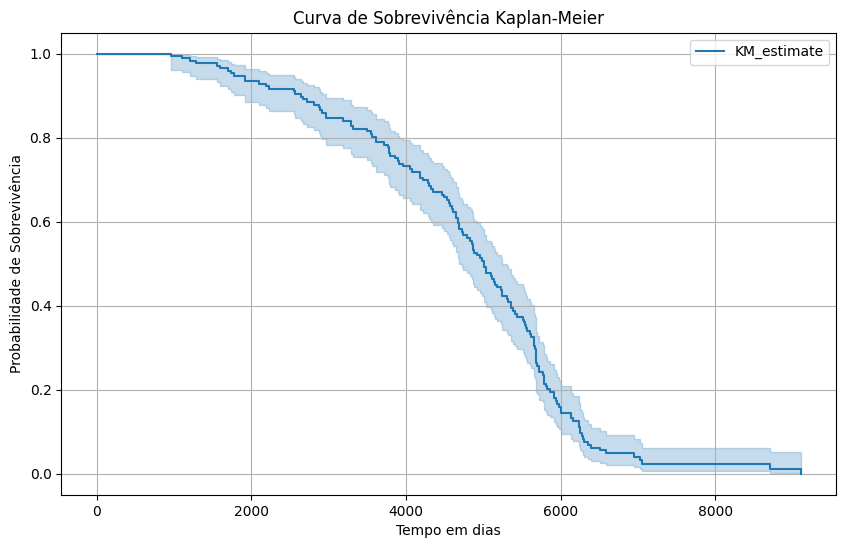 Curva de Sobrevivência Kaplan-Meier
KM_estimate
Probabilidade de Sobrevivência
1.0
0.8
0.6
0.4
0.2
0.0
0 2000 4000 6000 8000
Tempo em dias